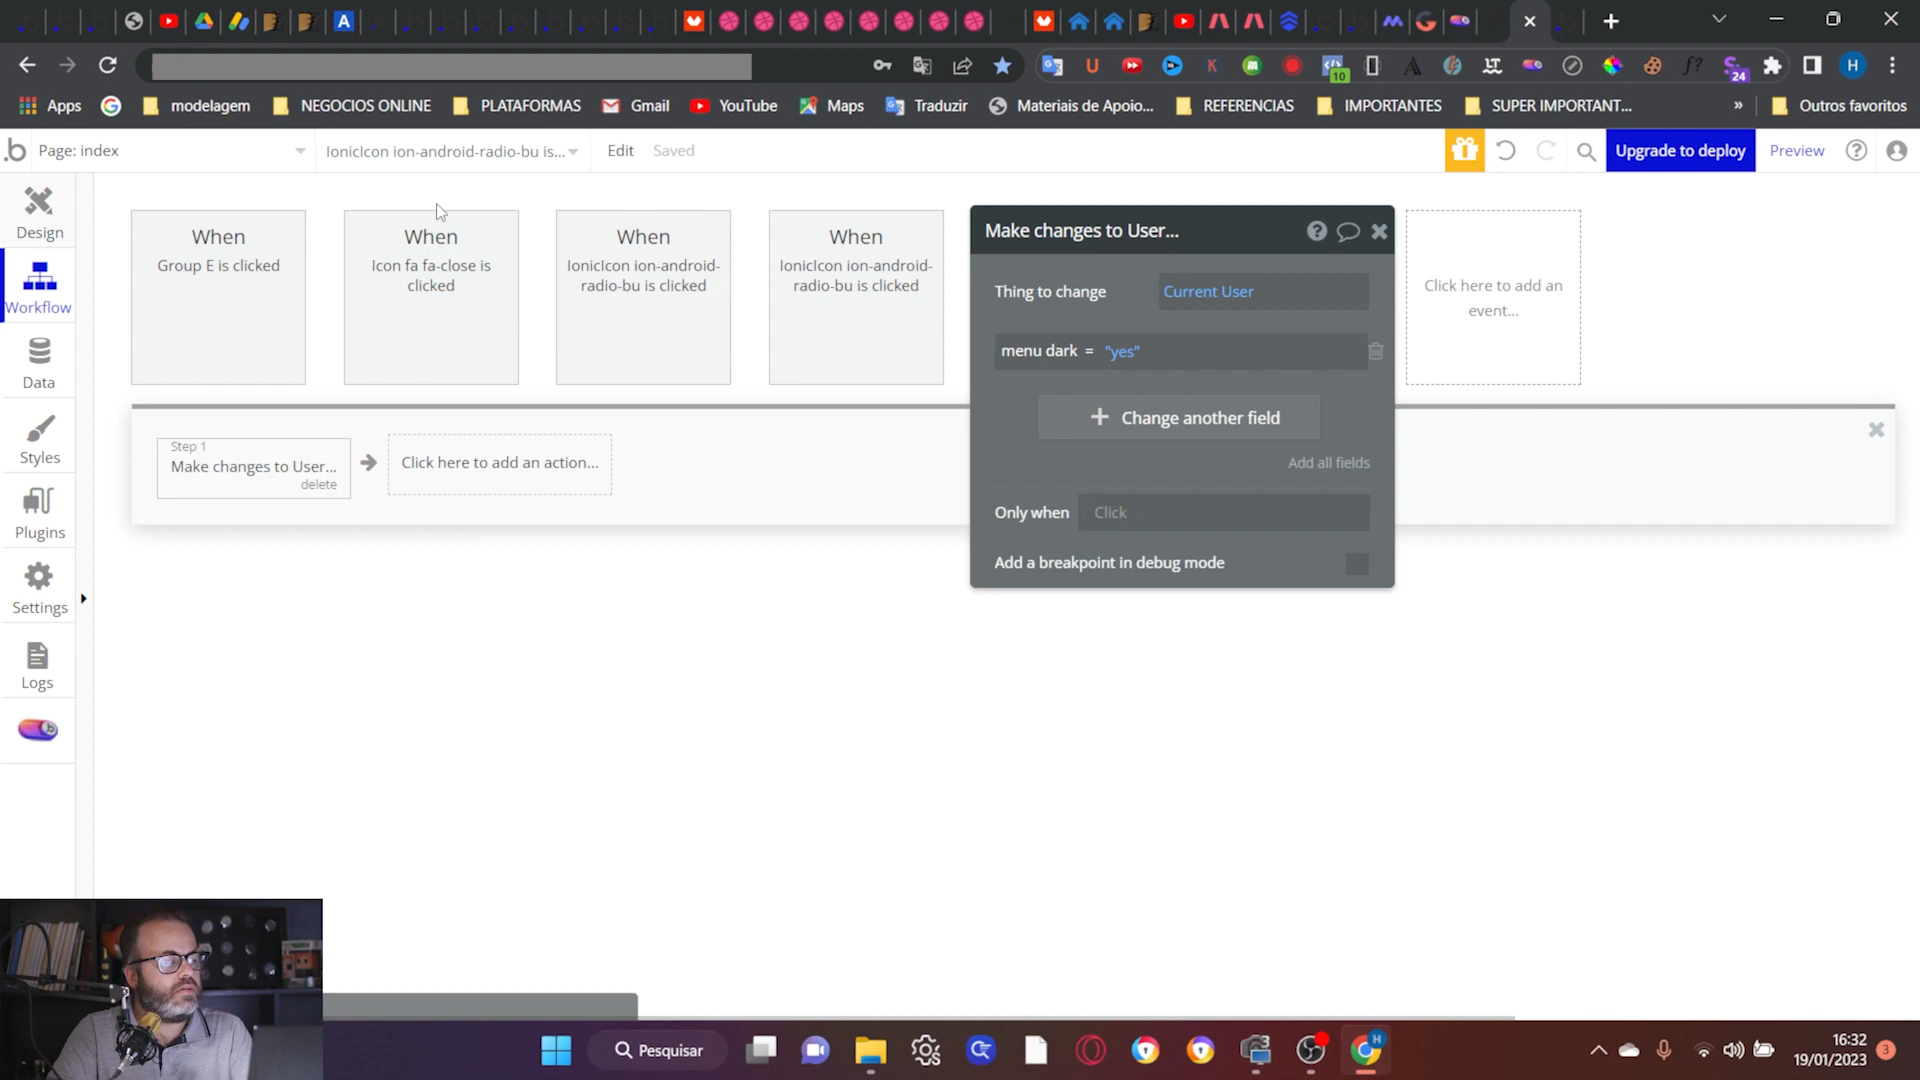 A
10
24
H
Apps
modelagem
NEGOCIOS ONLINE
PLATAFORMAS
Gmail
YouTube
Maps
Traduzir
Materiais de Apoio...
REFERENCIAS
IMPORTANTES
SUPER IMPORTANT...
»
Outros favoritos
.b
Page: index
IonicIcon ion-android-radio-bu is...
Edit
Saved
Upgrade to deploy
Preview
Design
Workflow
Data
Styles
Plugins
Settings
Logs
When
Group E is clicked
When
Icon fa fa-close is
clicked
When
IonicIcon ion-android-
radio-bu is clicked
When
IonicIcon ion-android-
radio-bu is clicked
Make changes to User...
Thing to change
Current User
menu dark = "yes"
+ Change another field
Add all fields
Only when
Click
Add a breakpoint in debug mode
Click here to add an
event...
Step 1
Make changes to User...
delete
Click here to add an action...
Pesquisar
H
16:32
19/01/2023
3